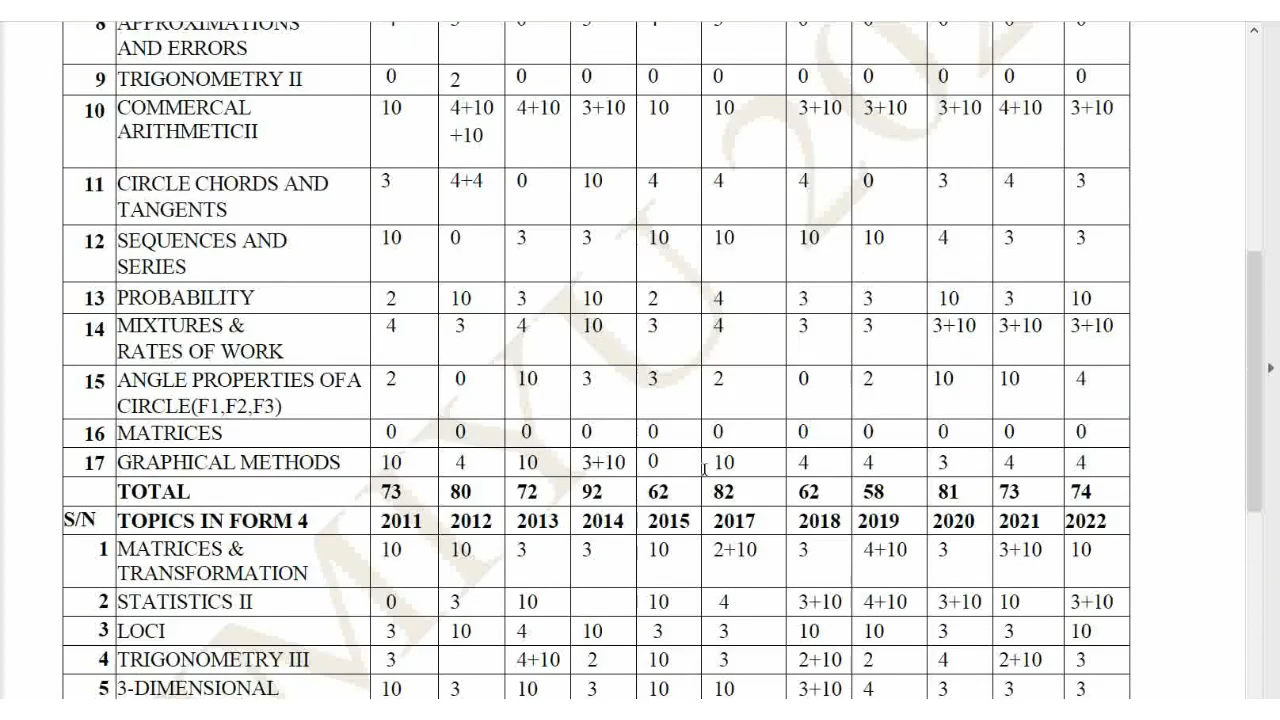 8 APPROXIMATIONS
AND ERRORS
9 TRIGONOMETRY II 0 2 0 0 0 0 0 0 0 0 0
10 COMMERCAL 10 4+10 4+10 3+10 10 10 3+10 3+10 3+10 4+10 3+10
ARITHMETICII +10
11 CIRCLE CHORDS AND 3 4+4 0 10 4 4 4 0 3 4 3
TANGENTS
12 SEQUENCES AND 10 0 3 3 10 10 10 10 4 3 3
SERIES
13 PROBABILITY 2 10 3 10 2 4 3 3 10 3 10
14 MIXTURES & 4 3 4 10 3 4 3 3 3+10 3+10 3+10
RATES OF WORK
15 ANGLE PROPERTIES OFA 2 0 10 3 3 2 0 2 10 10 4
CIRCLE(F1,F2,F3)
16 MATRICES 0 0 0 0 0 0 0 0 0 0 0
17 GRAPHICAL METHODS 10 4 10 3+10 0 10 4 4 3 4 4
TOTAL 73 80 72 92 62 82 62 58 81 73 74
S/N TOPICS IN FORM 4 2011 2012 2013 2014 2015 2017 2018 2019 2020 2021 2022
1 MATRICES & 10 10 3 3 10 2+10 3 4+10 3 3+10 10
TRANSFORMATION
2 STATISTICS II 0 3 10 10 4 3+10 4+10 3+10 10 3+10
3 LOCI 3 10 4 10 3 3 10 10 3 3 10
4 TRIGONOMETRY III 3 4+10 2 10 3 2+10 2 4 2+10 3
5 3-DIMENSIONAL 10 3 10 3 10 10 3+10 4 3 3 3